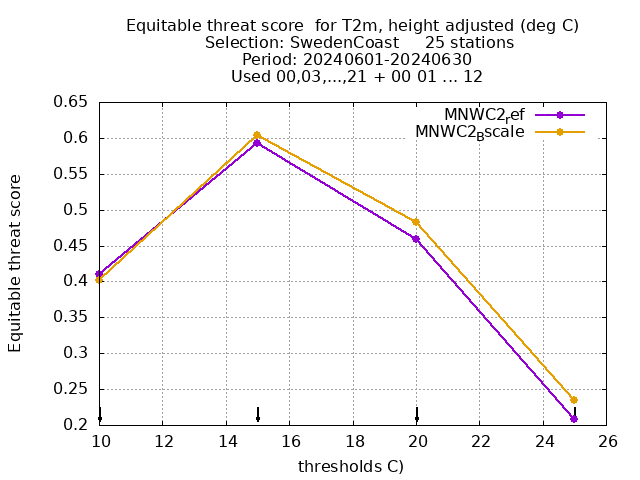 Equitable threat score  for T2m, height adjusted (deg C)
Selection: SwedenCoast     25 stations
Period: 20240601-20240630
Used 00,03,...,21 + 00 01 ... 12
MNWC2ref
MNWC2Bscale
Equitable threat score
0.65
0.6
0.55
0.5
0.45
0.4
0.35
0.3
0.25
0.2
10 12 14 16 18 20 22 24 26
thresholds C)